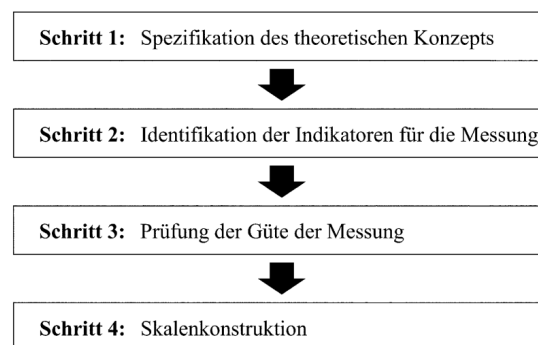 Schritt 1: Spezifikation des theoretischen Konzepts
Schritt 2: Identifikation der Indikatoren für die Messung
Schritt 3: Prüfung der Güte der Messung
Schritt 4: Skalenkonstruktion